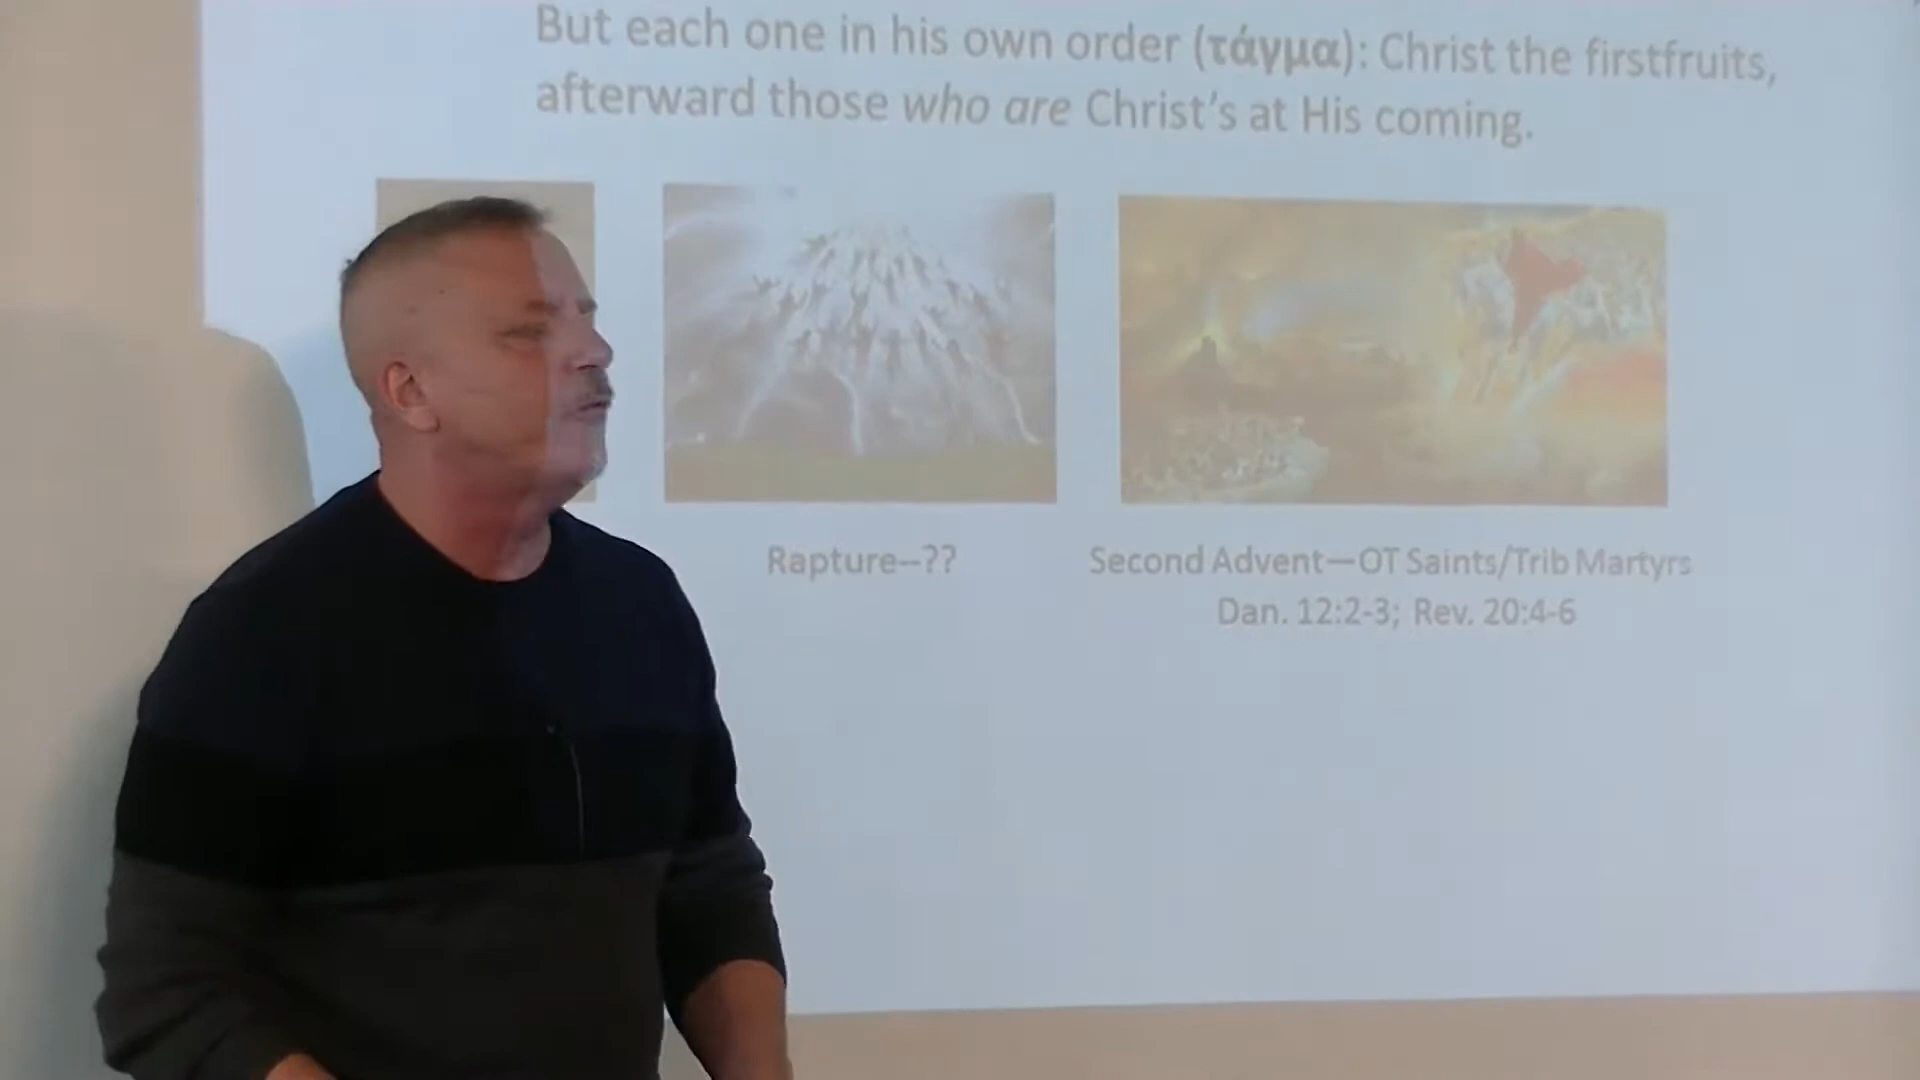 But each one in his own order (τάγμα): Christ the firstfruits,
afterward those who are Christ's at His coming.
Rapture--??
Second Advent—OT Saints/Trib Martyrs
Dan. 12:2-3; Rev. 20:4-6